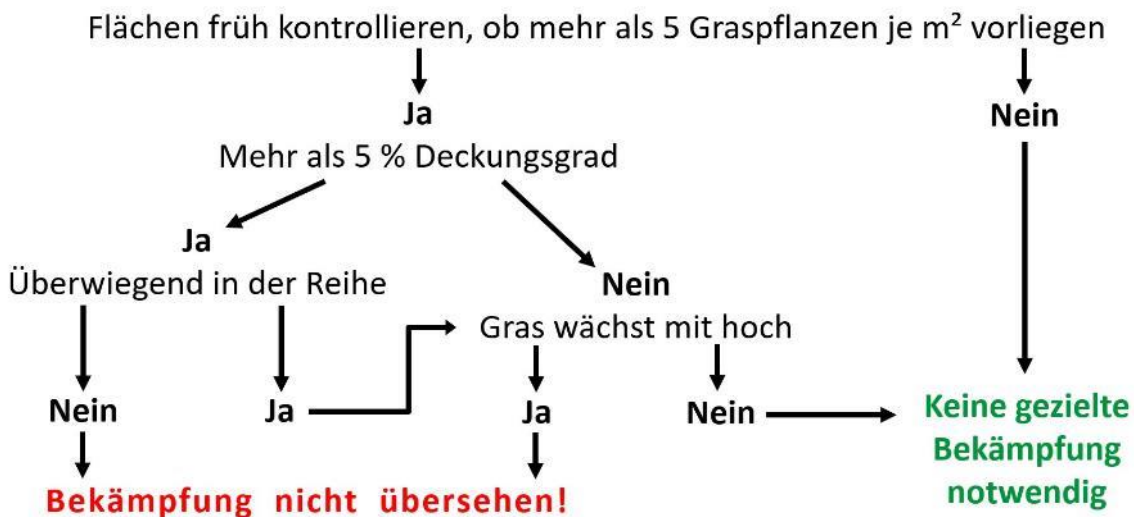 Flächen früh kontrollieren, ob mehr als 5 Graspflanzen je m² vorliegen
Ja
Nein
Mehr als 5 % Deckungsgrad
Ja
Nein
Überwiegend in der Reihe
Gras wächst mit hoch
Nein
Ja
Ja
Nein
Keine gezielte
Bekämpfung
notwendig
Bekämpfung nicht übersehen!